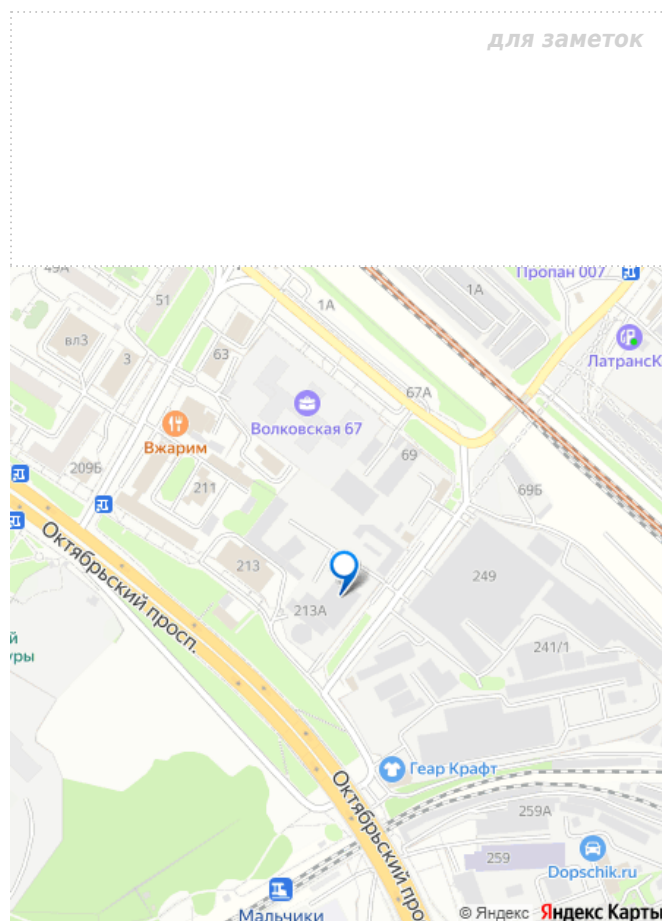 для заметок
49А
Пропан 007
51
1А
1А
вл3
3
63
ЛатрансК
67А
Волковская 67
Вжарим
69
209Б
211
69Б
Октябрьский просп.
213
249
213А
й
уры
241/1
Геар Крафт
Октябрьский про
259А
259
Dopschik.ru
Мальчики
© Яндекс Яндекс Карты